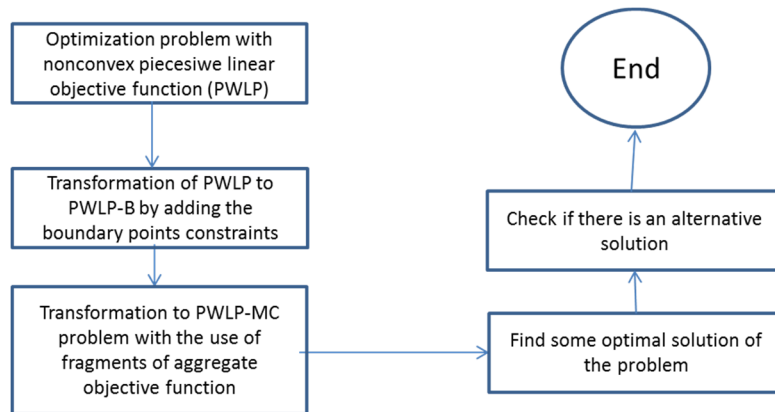 Optimization problem with
nonconvex piecesiwe linear
objective function (PWLP)
Transformation of PWLP to
PWLP-B by adding the
boundary points constraints
Transformation to PWLP-MC
problem with the use of
fragments of aggregate
objective function
Find some optimal solution of
the problem
Check if there is an alternative
solution
End